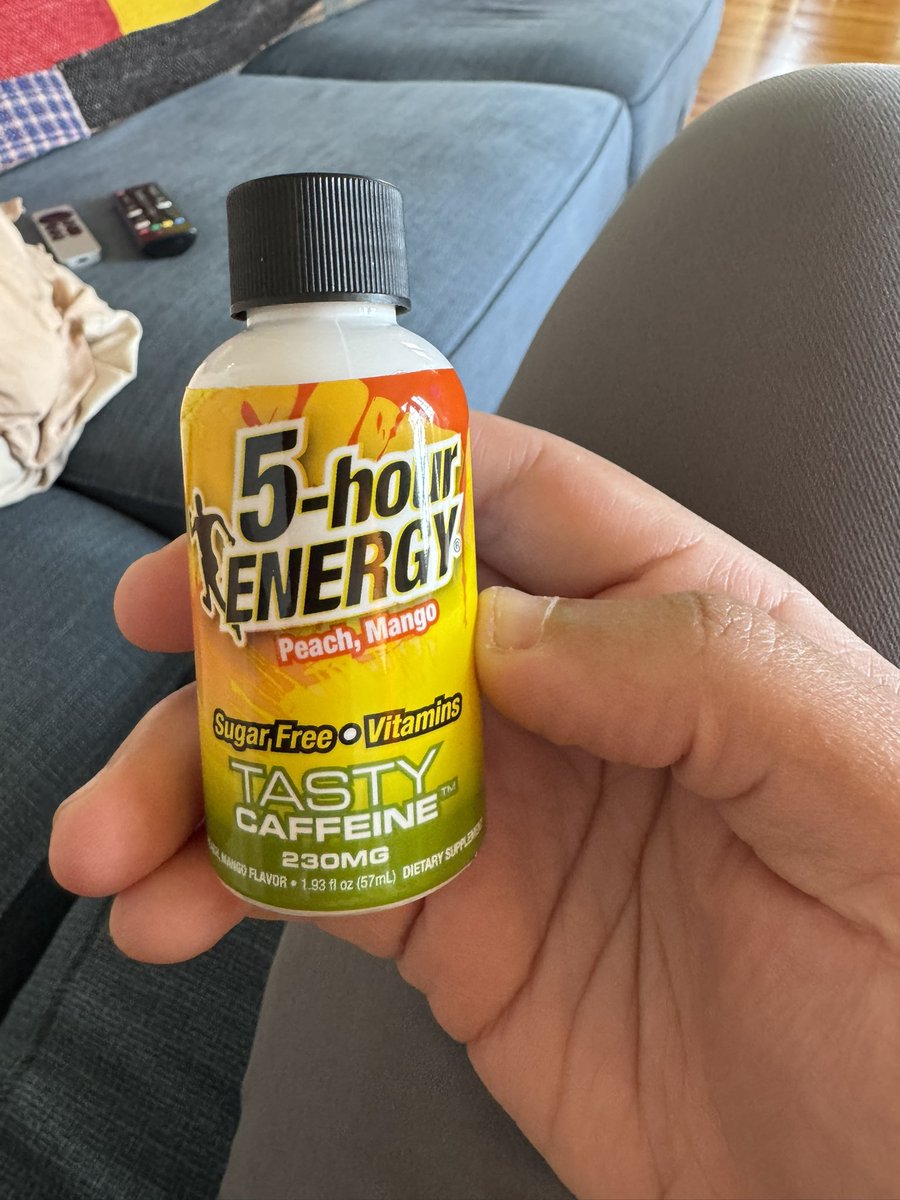 5-hour
ENERGY®
Peach, Mango
Sugar Free • Vitamins
TASTY
CAFFEINE™
230MG
MANGO FLAVOR • 1.93 fl oz (57mL) DIETARY SUPPLEMENT